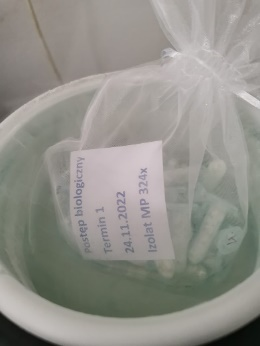 Postęp biologiczny
Termin 1
24.11.2022
Izolat MP 324x